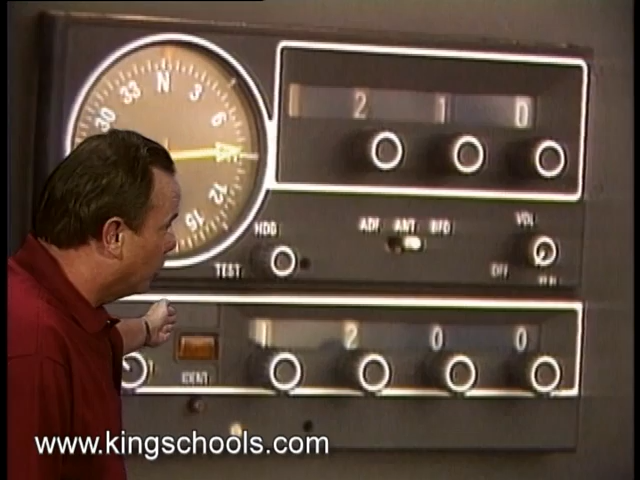 N
33 3
30 6
12
15
2 1 0
HDG
ADF ANT BFO
VOL
TEST
OFF
1 2 0 0
IDENT
www.kingschools.com